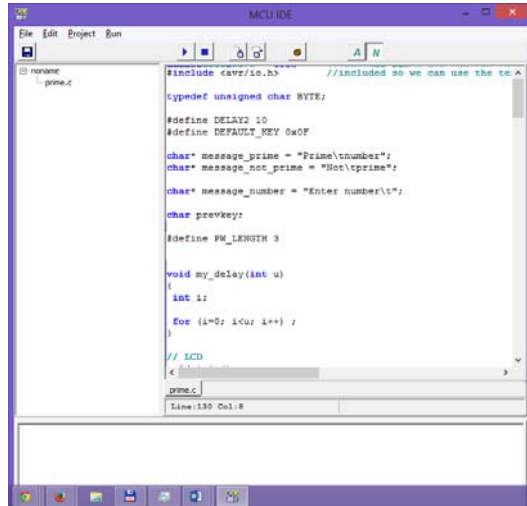 MCU IDE
File Edit Project Run
A N
noname
prime.c
#include <avr/io.h> //included so we can use the te
typedef unsigned char BYTE;
#define DELAY2 10
#define DEFAULT_KEY 0x0F
char* message_prime = "Prime\tnumber";
char* message_not_prime = "Not\tprime";
char* message_number = "Enter number\t";
char prevkey;
#define PW_LENGTH 3
void my_delay(int u)
{
int i;
for (i=0; i<u; i++) ;
}
// LCD
prime.c
Line:130 Col:8